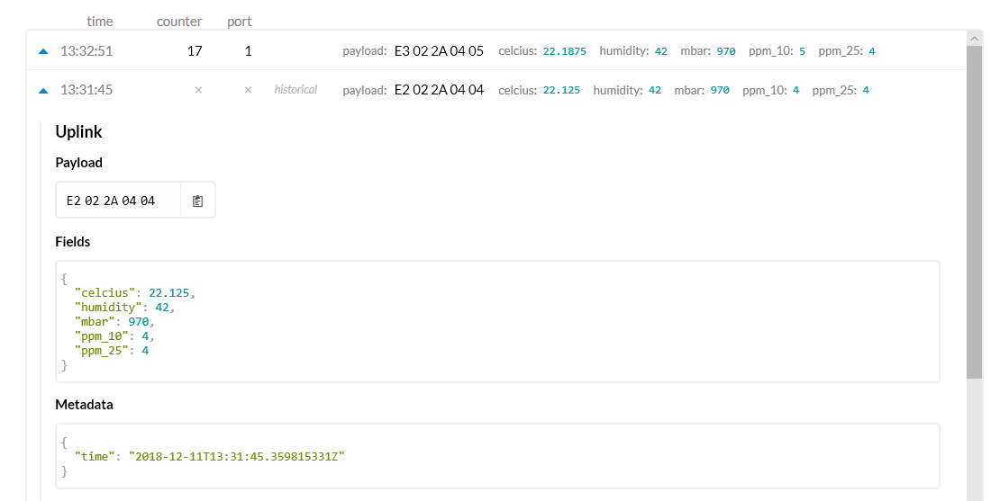 time counter port
13:32:51 17 1 payload: E3 02 2A 04 05 celcius: 22.1875 humidity: 42 mbar: 970 ppm_10: 5 ppm_25: 4
13:31:45 × × historical payload: E2 02 2A 04 04 celcius: 22.125 humidity: 42 mbar: 970 ppm_10: 4 ppm_25: 4
Uplink
Payload
E2 02 2A 04 04
Fields
{
"celcius": 22.125,
"humidity": 42,
"mbar": 970,
"ppm_10": 4,
"ppm_25": 4
}
Metadata
{
"time": "2018-12-11T13:31:45.359815331Z"
}